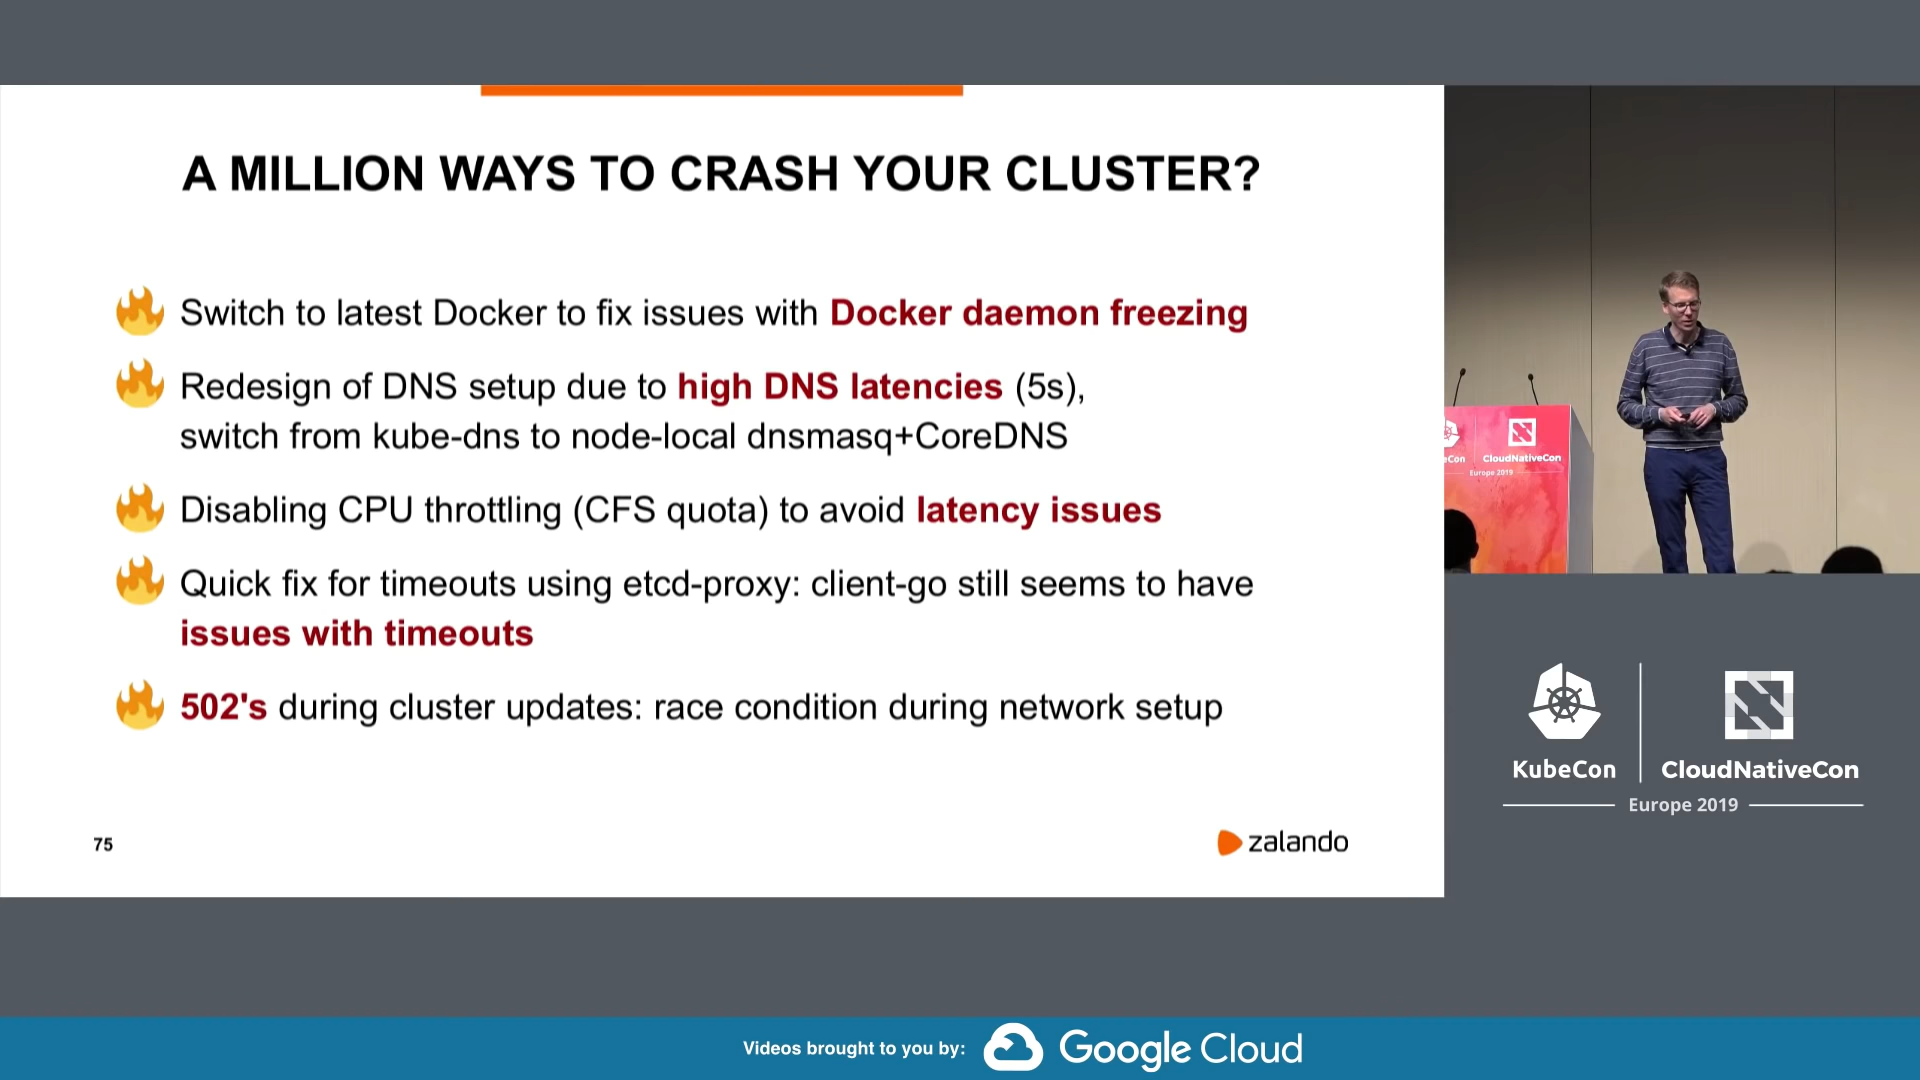 A MILLION WAYS TO CRASH YOUR CLUSTER?
Switch to latest Docker to fix issues with Docker daemon freezing
Redesign of DNS setup due to high DNS latencies (5s),
switch from kube-dns to node-local dnsmasq+CoreDNS
Disabling CPU throttling (CFS quota) to avoid latency issues
Quick fix for timeouts using etcd-proxy: client-go still seems to have
issues with timeouts
502's during cluster updates: race condition during network setup
75
zalando
eCon
CloudNativeCon
Europe 2019
KubeCon
CloudNativeCon
Europe 2019
Videos brought to you by:
Google Cloud